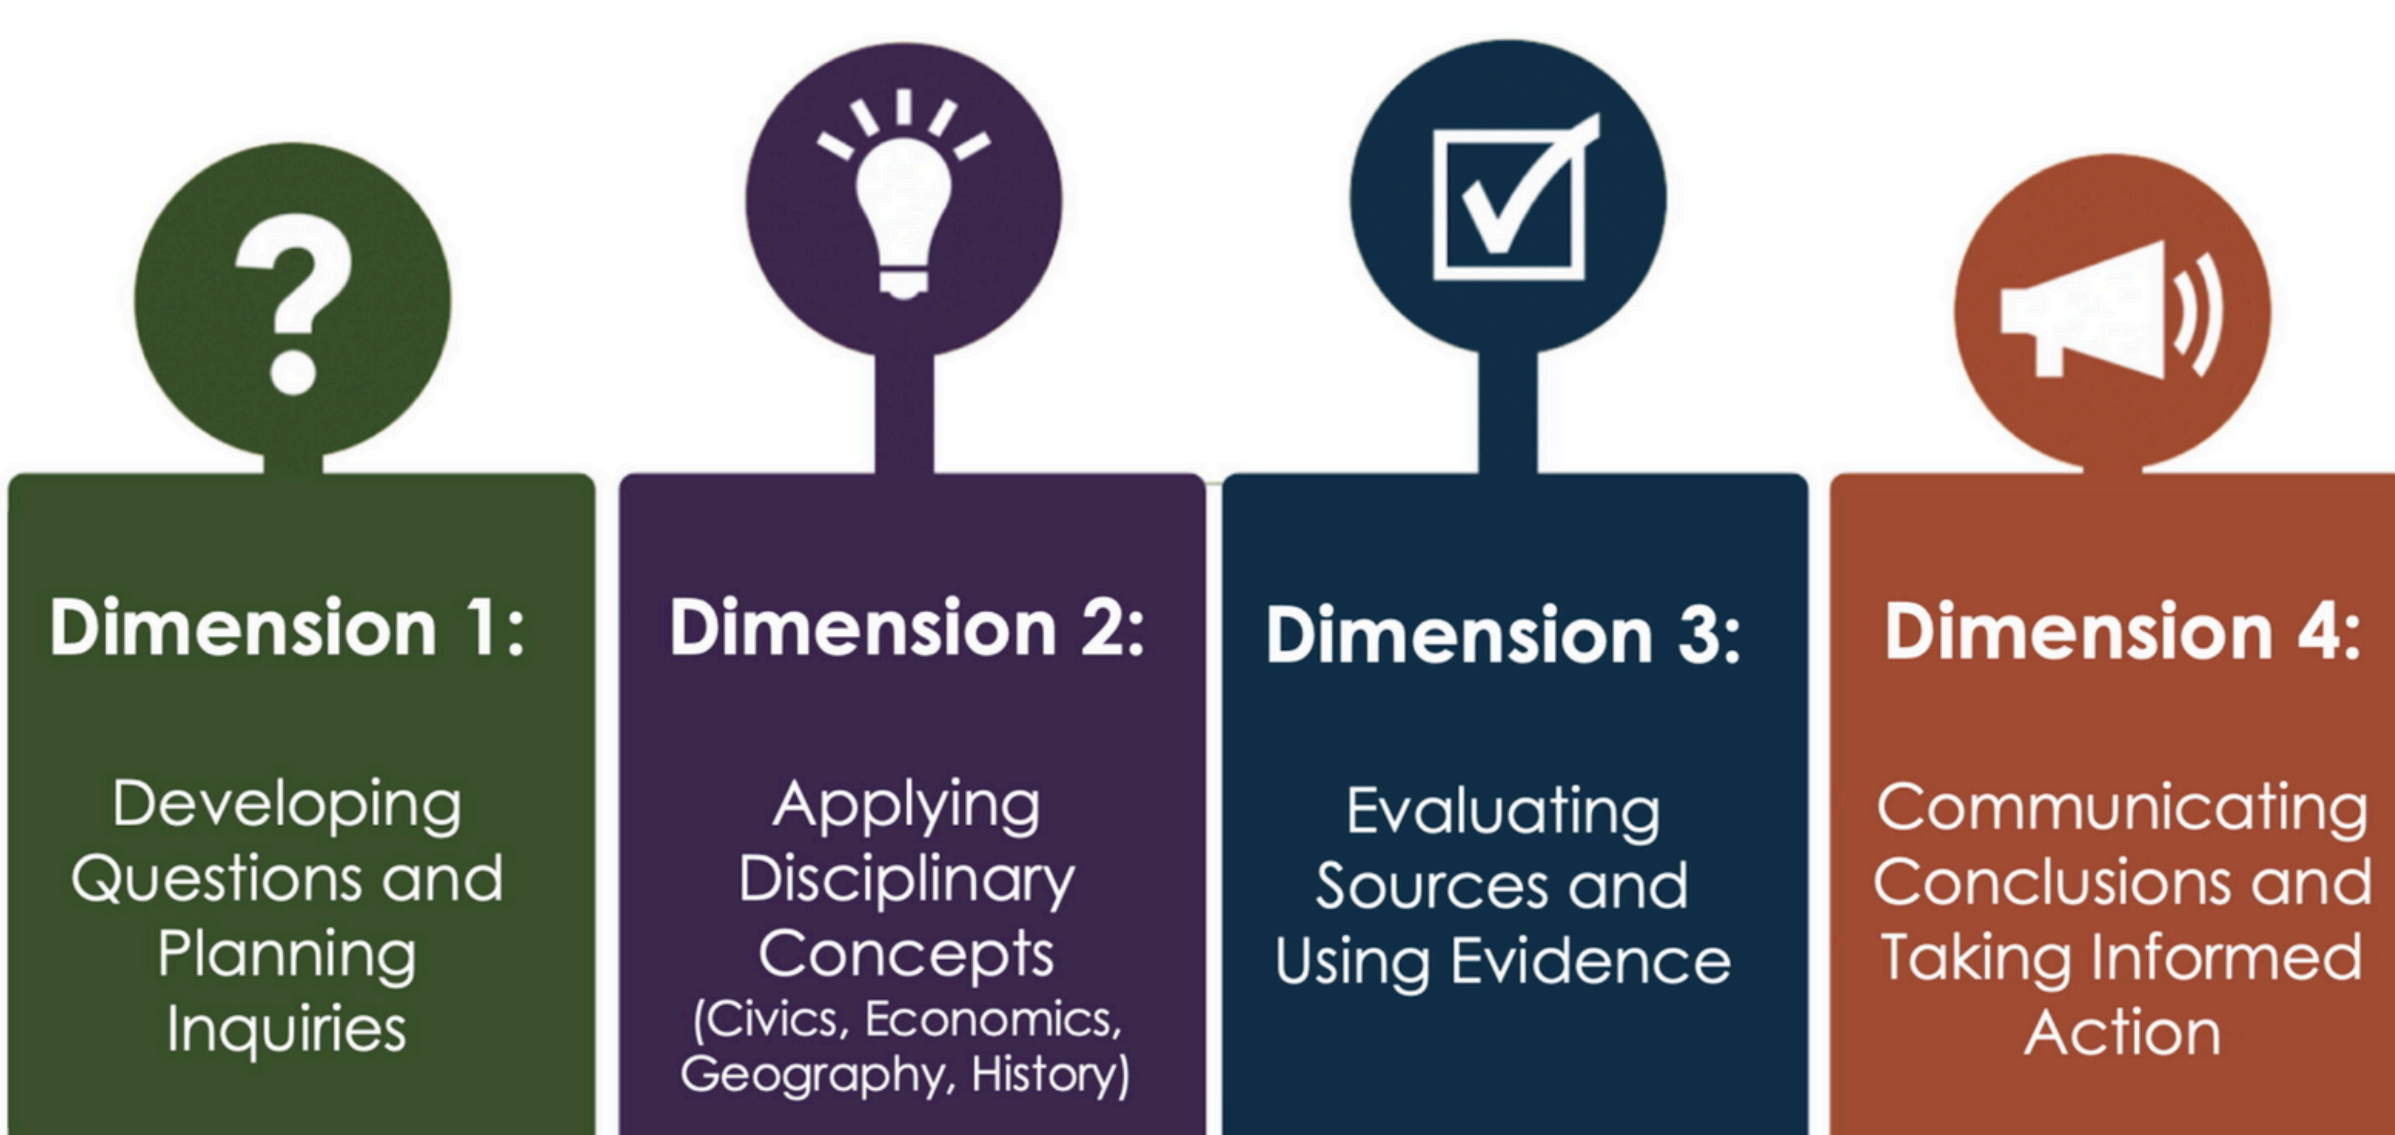 Dimension 1:
Developing
Questions and
Planning
Inquiries
Dimension 2:
Applying
Disciplinary
Concepts
(Civics, Economics,
Geography, History)
Dimension 3:
Evaluating
Sources and
Using Evidence
Dimension 4:
Communicating
Conclusions and
Taking Informed
Action